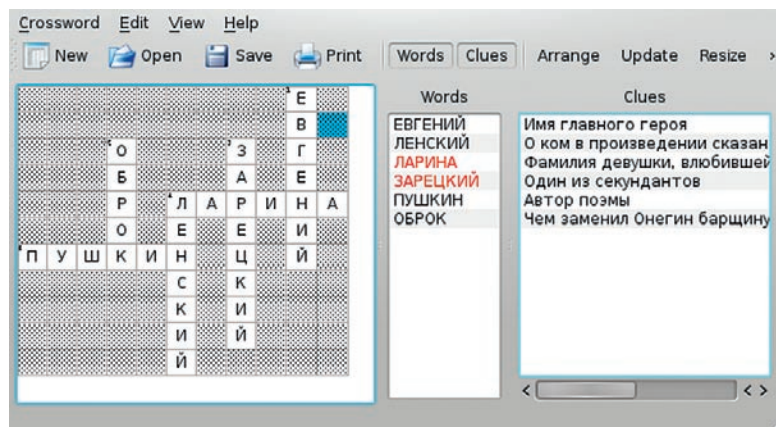 Crossword Edit View Help
New Open Save Print Words Clues Arrange Update Resize
Words Clues
ЕВГЕНИЙ
ЛЕНСКИЙ
ЛАРИНА
ЗАРЕЦКИЙ
ПУШКИН
ОБРОК
Имя главного героя
О ком в произведении сказан
Фамилия девушки, влюбившей
Один из секундантов
Автор поэмы
Чем заменил Онегин барщину
Е
В
О З Г
Б А Е
Р Л А Р И Н А
О Е Е И
П У Ш К И Н Ц Й
С К
К И
И Й
Й